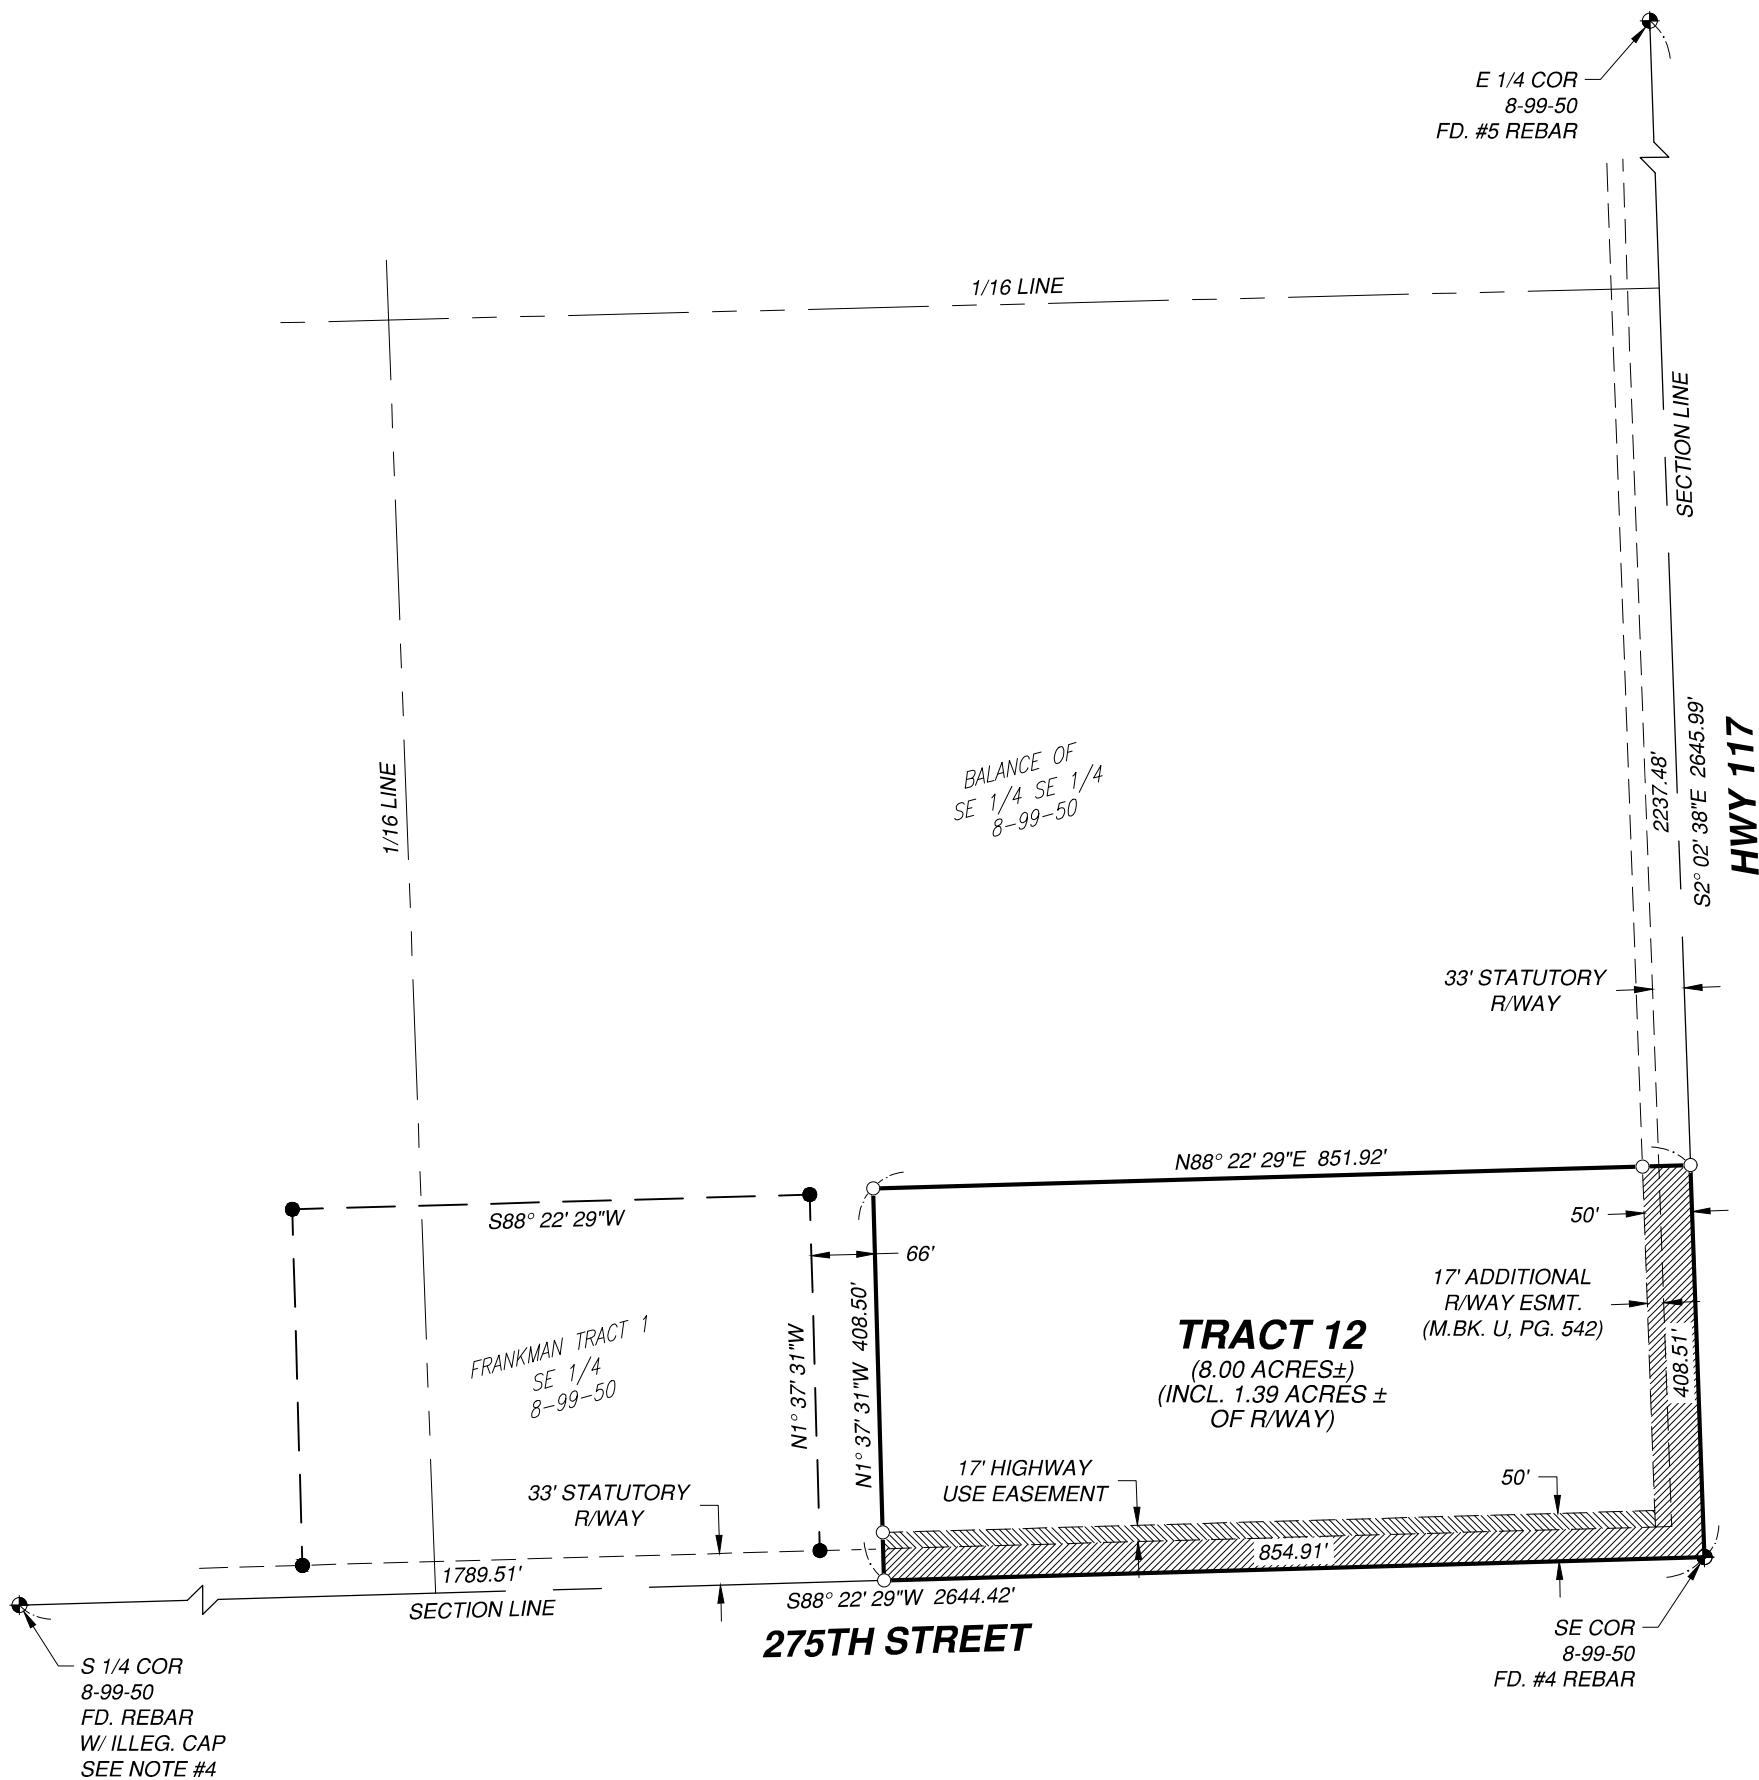 E 1/4 COR
8-99-50
FD. #5 REBAR
1/16 LINE
SECTION LINE
1/16 LINE
BALANCE OF
SE 1/4 SE 1/4
8-99-50
2237.48'
S2° 02' 38"E 2645.99'
HWY 117
33' STATUTORY
R/WAY
N88° 22' 29"E 851.92'
S88° 22' 29"W
50'
66'
17' ADDITIONAL
R/WAY ESMT.
(M.BK. U, PG. 542)
408.51'
N1° 37' 31"W
N1° 37' 31"W 408.50'
FRANKMAN TRACT 1
SE 1/4
8-99-50
TRACT 12
(8.00 ACRES±)
(INCL. 1.39 ACRES ±
OF R/WAY)
17' HIGHWAY
USE EASEMENT
50'
33' STATUTORY
R/WAY
854.91'
1789.51'
SECTION LINE
S88° 22' 29"W 2644.42'
275TH STREET
SE COR
8-99-50
FD. #4 REBAR
S 1/4 COR
8-99-50
FD. REBAR
W/ ILLEG. CAP
SEE NOTE #4